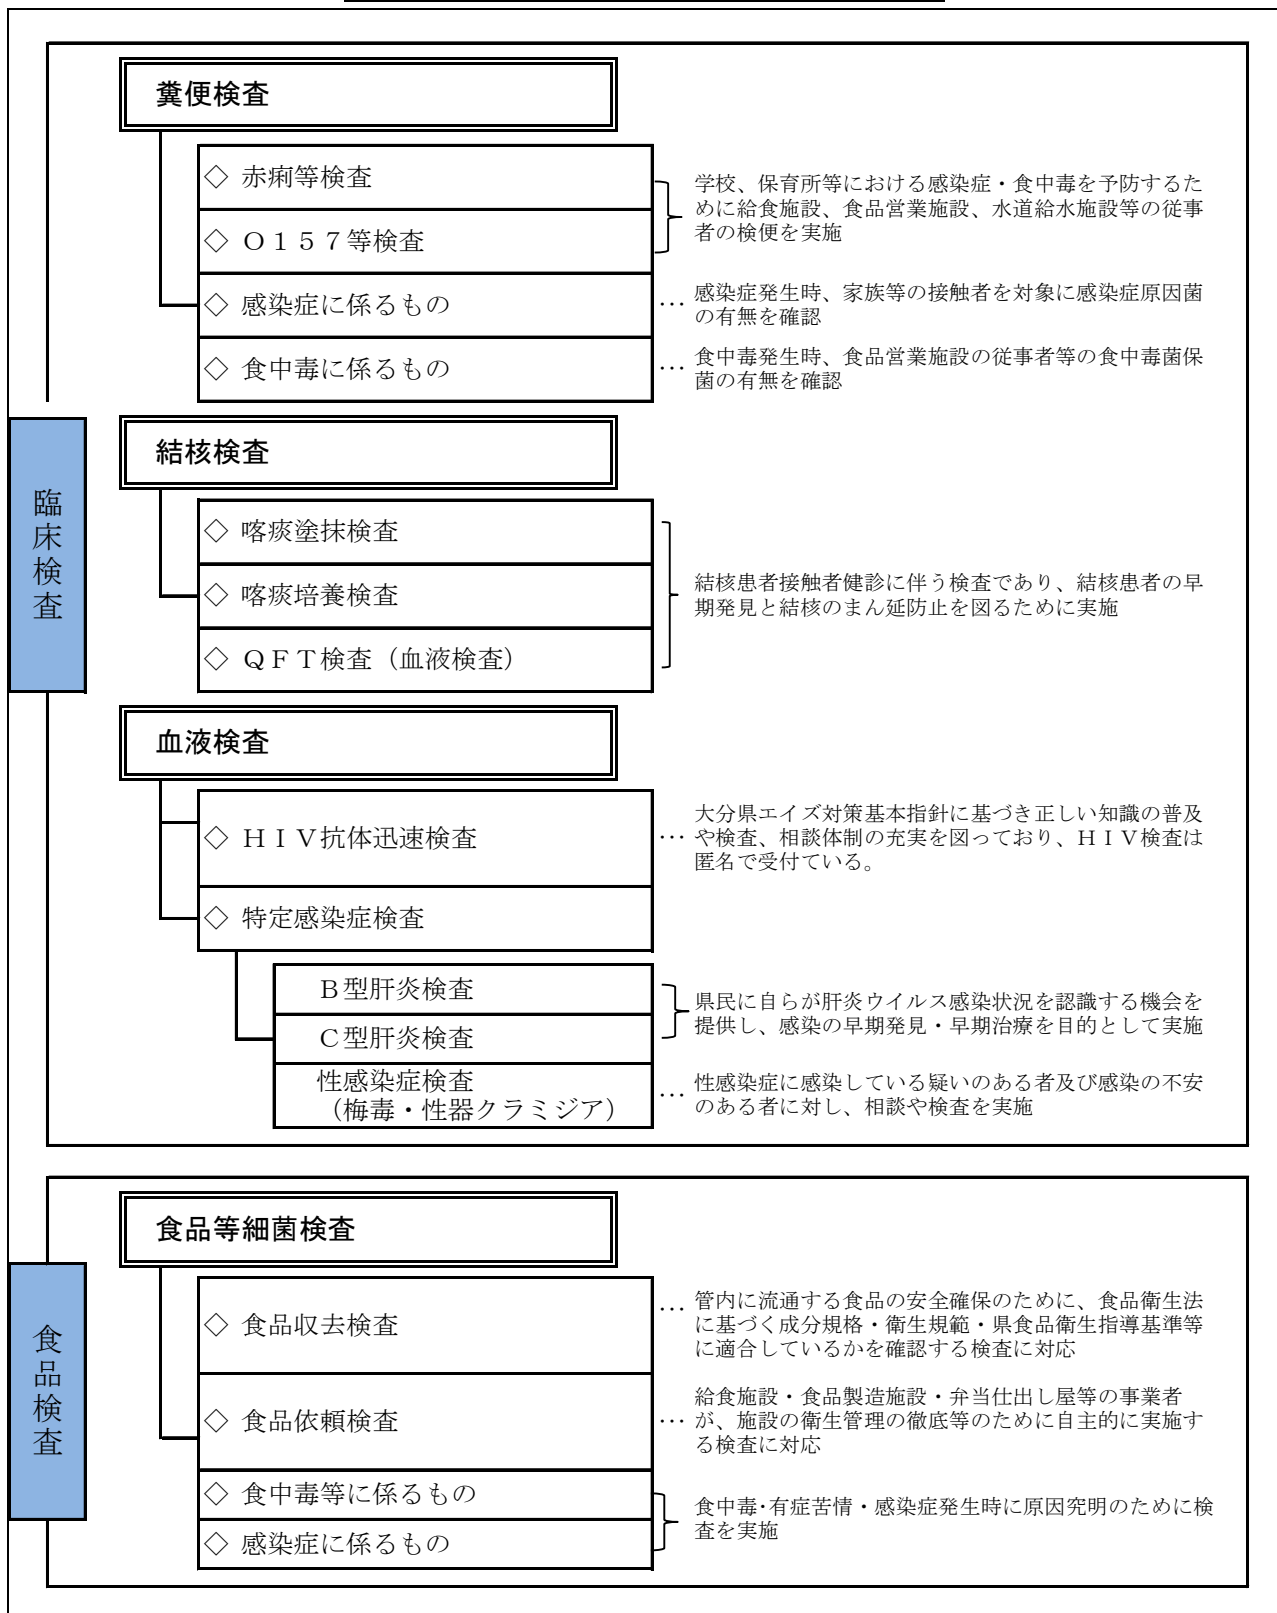 糞便検査
◇ 赤痢等検査
◇ Ｏ１５７等検査
学校、保育所等における感染症・食中毒を予防するた
めに給食施設、食品営業施設、水道給水施設等の従事
者の検便を実施
◇ 感染症に係るもの
… 感染症発生時、家族等の接触者を対象に感染症原因菌
の有無を確認
◇ 食中毒に係るもの
… 食中毒発生時、食品営業施設の従事者等の食中毒菌保
菌の有無を確認
臨床検査
結核検査
◇ 喀痰塗抹検査
◇ 喀痰培養検査
◇ ＱＦＴ検査（血液検査）
結核患者接触者健診に伴う検査であり、結核患者の早
期発見と結核のまん延防止を図るために実施
血液検査
◇ ＨＩＶ抗体迅速検査
大分県エイズ対策基本指針に基づき正しい知識の普及
… や検査、相談体制の充実を図っており、ＨＩＶ検査は
匿名で受付ている。
◇ 特定感染症検査
Ｂ型肝炎検査
Ｃ型肝炎検査
県民に自らが肝炎ウイルス感染状況を認識する機会を
提供し、感染の早期発見・早期治療を目的として実施
性感染症検査
（梅毒・性器クラミジア）
… 性感染症に感染している疑いのある者及び感染の不安
のある者に対し、相談や検査を実施
食品検査
食品等細菌検査
◇ 食品収去検査
… 管内に流通する食品の安全確保のために、食品衛生法
に基づく成分規格・衛生規範・県食品衛生指導基準等
に適合しているかを確認する検査に対応
◇ 食品依頼検査
給食施設・食品製造施設・弁当仕出し屋等の事業者
… が、施設の衛生管理の徹底等のために自主的に実施す
る検査に対応
◇ 食中毒等に係るもの
◇ 感染症に係るもの
食中毒・有症苦情・感染症発生時に原因究明のために検
査を実施